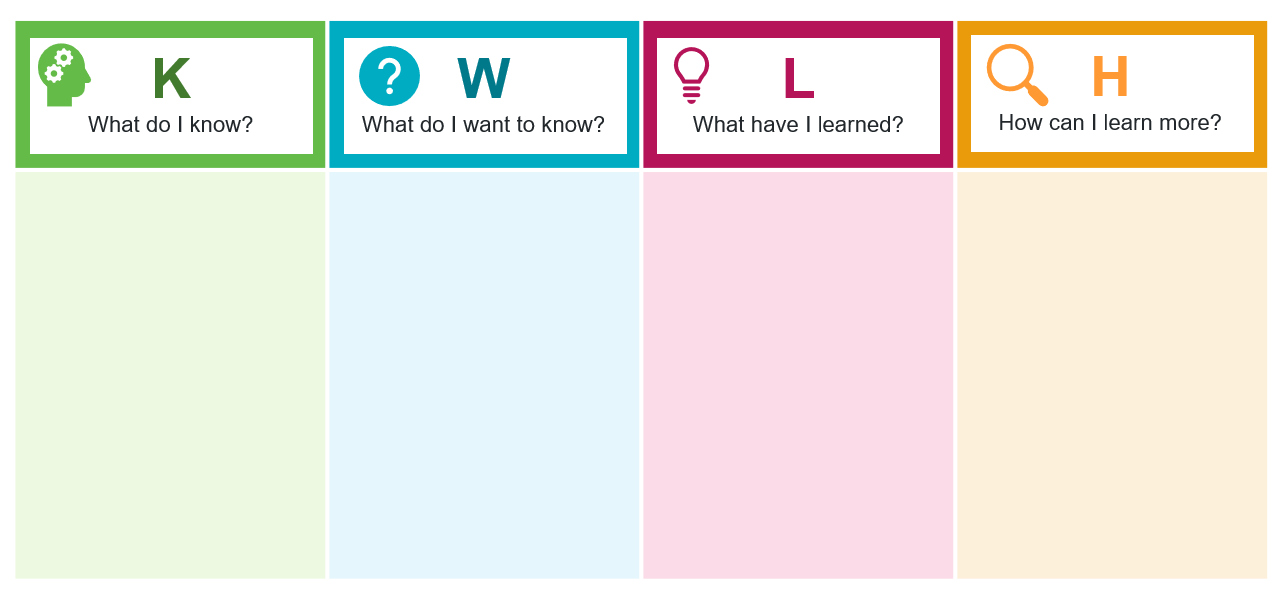 K
What do I know?
W
What do I want to know?
L
What have I learned?
H
How can I learn more?